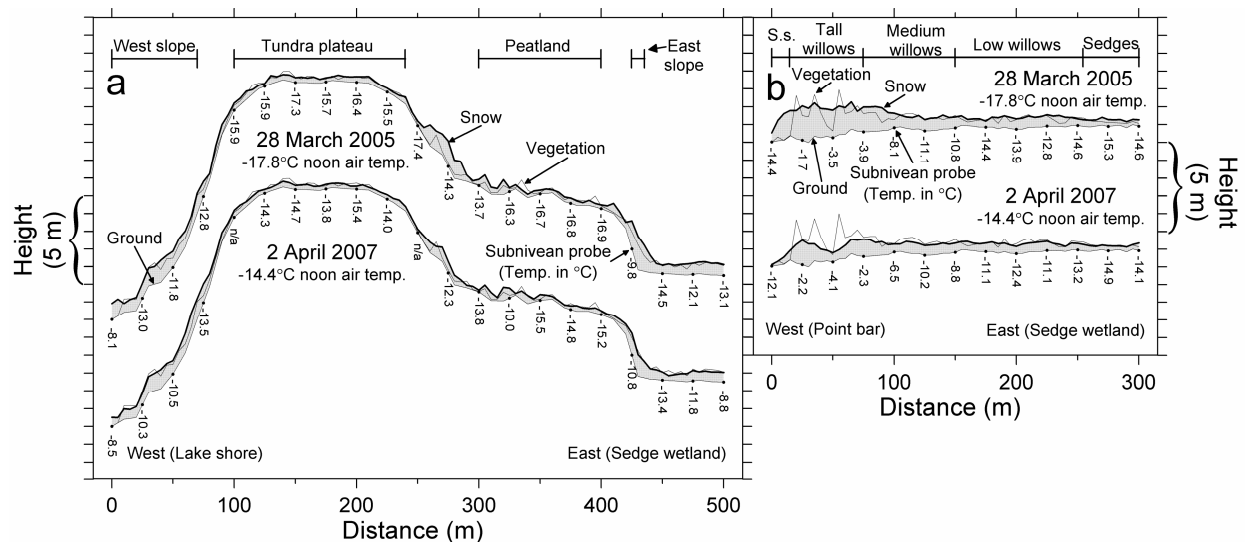 West slope
Tundra plateau
Peatland
East
slope
a
28 March 2005
-17.8°C noon air temp.
Snow
Vegetation
Ground
2 April 2007
-14.4°C noon air temp.
Subnivean probe
(Temp. in °C)
-8.1
-13.0
-11.8
-12.8
-15.9
-15.9
-17.3
-15.7
-16.4
-15.5
-17.4
-14.3
-13.7
-16.3
-16.7
-16.8
-16.9
-9.8
-14.5
-12.1
-13.1
-8.5
-10.3
-10.5
-13.5
n/a
-14.3
-14.7
-13.8
-15.4
-14.0
n/a
-12.3
-13.8
-10.0
-15.5
-14.8
-15.2
-10.8
-13.4
-11.8
-8.8
West (Lake shore)
East (Sedge wetland)
Height
(5 m)
0 100 200 300 400 500
Distance (m)
S.s.
Tall
willows
Medium
willows
Low willows
Sedges
b
Vegetation
Snow
28 March 2005
-17.8°C noon air temp.
-14.4
-1.7
-3.5
-3.9
-8.1
-11.1
-10.8
-14.4
-13.9
-12.8
-14.6
-15.3
-14.6
Ground
Subnivean probe
(Temp. in °C)
2 April 2007
-14.4°C noon air temp.
-12.1
-2.2
-4.1
-2.3
-6.5
-10.2
-8.8
-11.1
-12.4
-11.1
-13.2
-14.9
-14.1
West (Point bar)
East (Sedge wetland)
Height
(5 m)
0 100 200 300
Distance (m)